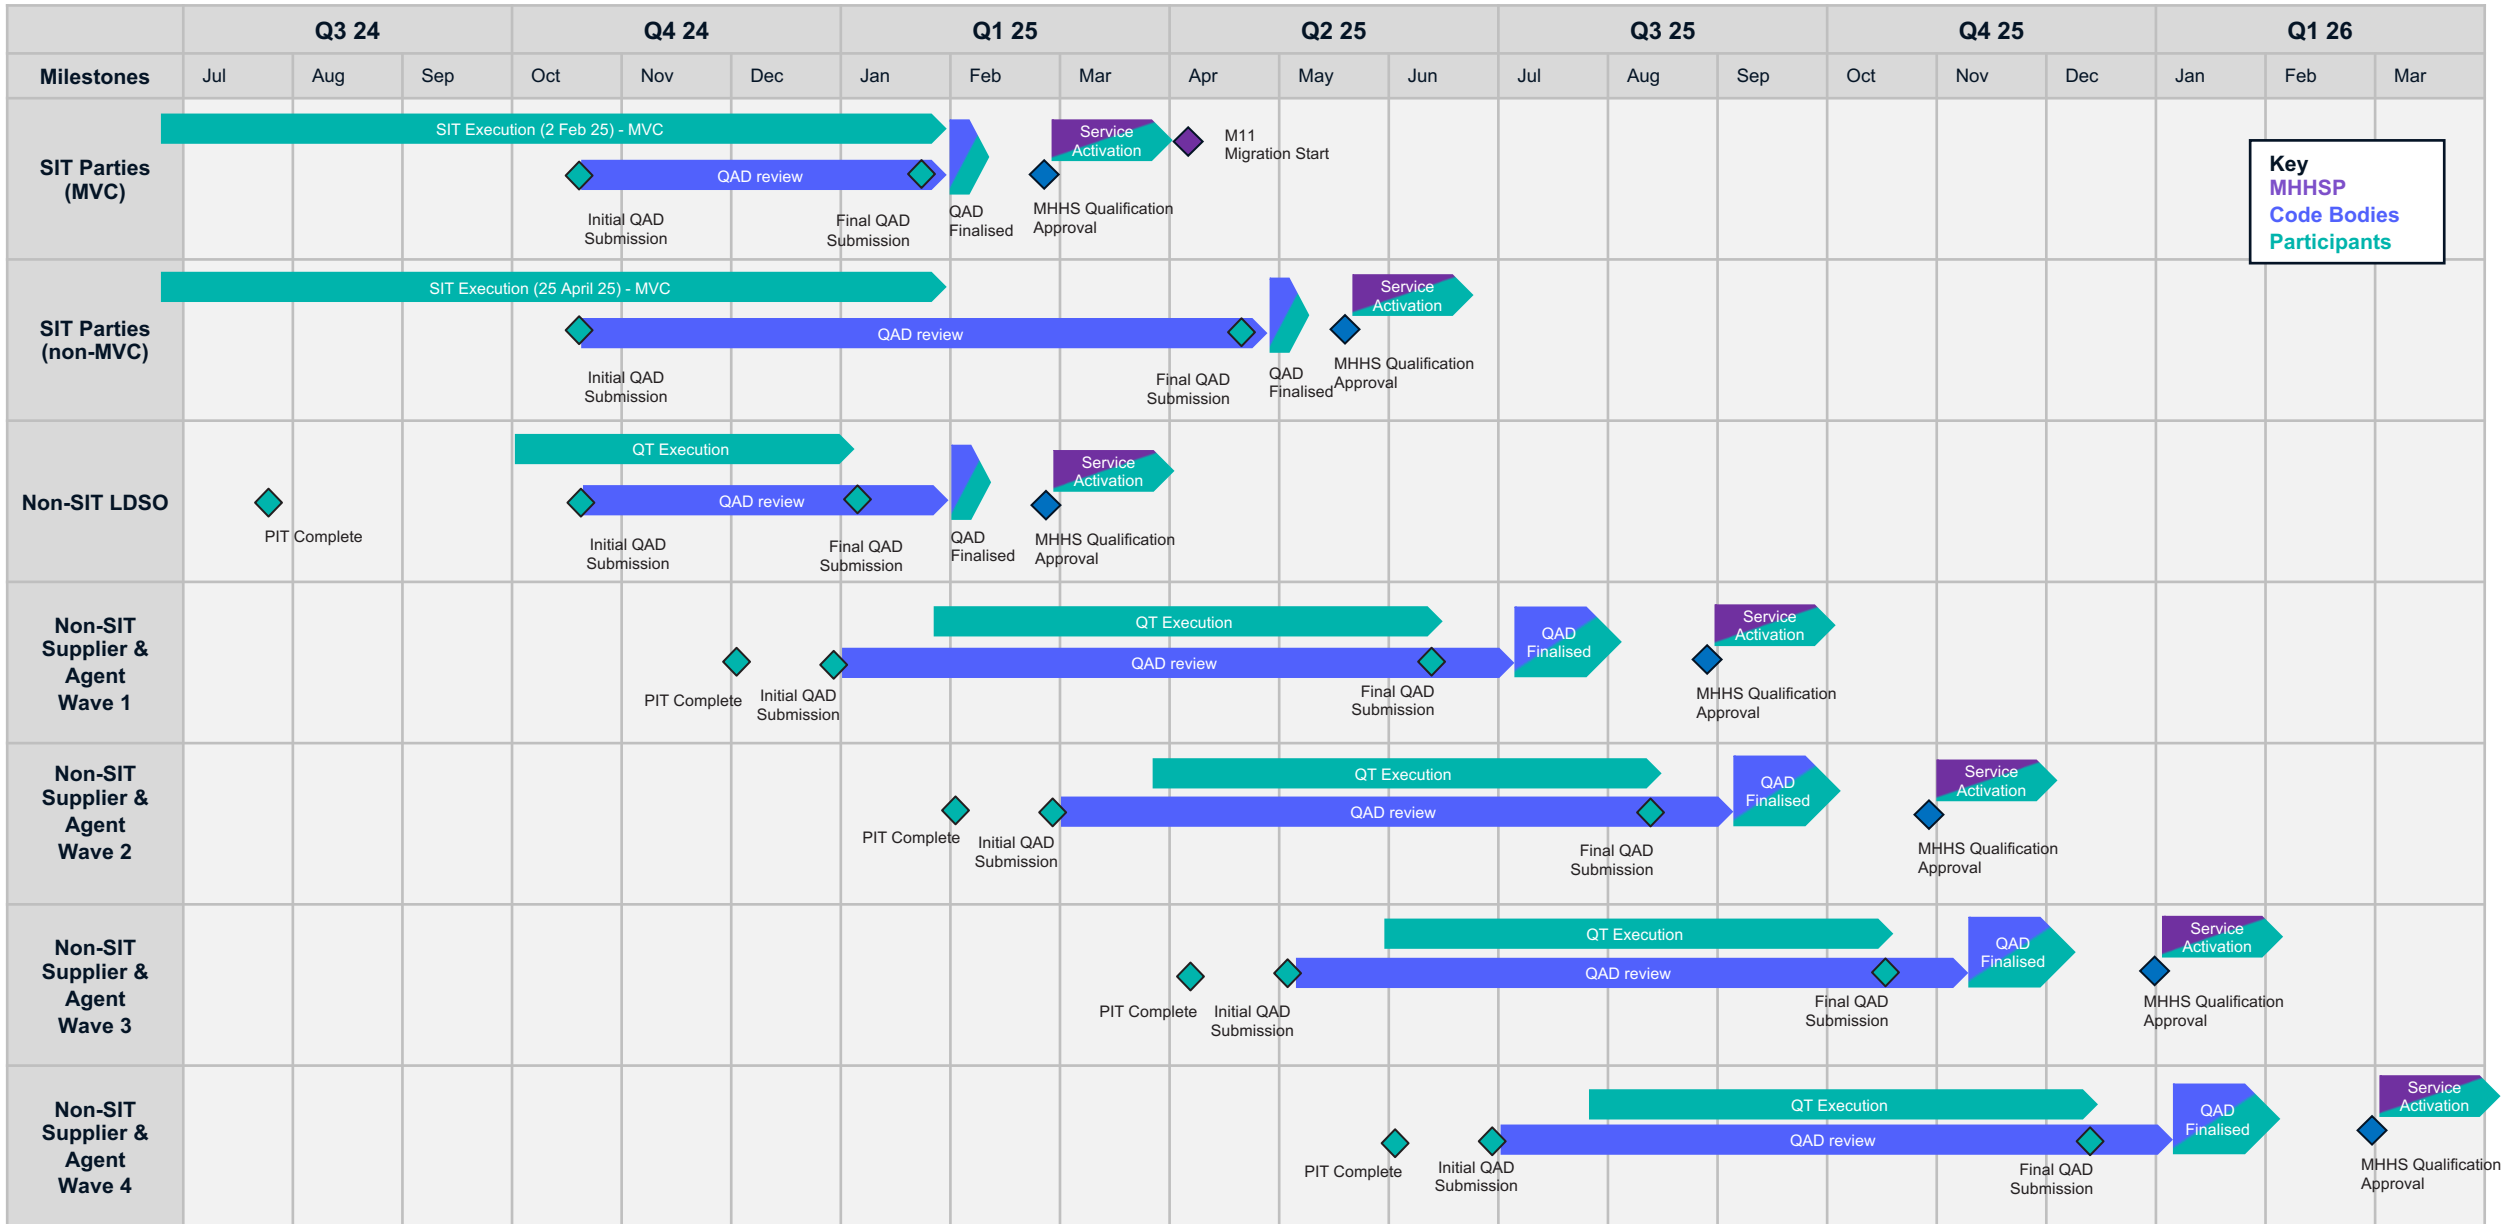 Q3 24
Q4 24
Q1 25
Q2 25
Q3 25
Q4 25
Q1 26
Milestones
Jul
Aug
Sep
Oct
Nov
Dec
Jan
Feb
Mar
Apr
May
Jun
Jul
Aug
Sep
Oct
Nov
Dec
Jan
Feb
Mar
Key
MHHSP
Code Bodies
Participants
SIT Parties
(MVC)
SIT Execution (2 Feb 25) - MVC
QAD review
Initial QAD
Submission
Final QAD
Submission
QAD
Finalised
MHHS Qualification
Approval
Service
Activation
M11
Migration Start
SIT Parties
(non-MVC)
SIT Execution (25 April 25) - MVC
QAD review
Initial QAD
Submission
Final QAD
Submission
QAD
Finalised
MHHS Qualification
Approval
Service
Activation
Non-SIT LDSO
PIT Complete
QT Execution
QAD review
Initial QAD
Submission
Final QAD
Submission
QAD
Finalised
MHHS Qualification
Approval
Service
Activation
Non-SIT
Supplier &
Agent
Wave 1
PIT Complete
Initial QAD
Submission
QT Execution
QAD review
Final QAD
Submission
QAD
Finalised
MHHS Qualification
Approval
Service
Activation
Non-SIT
Supplier &
Agent
Wave 2
PIT Complete
Initial QAD
Submission
QT Execution
QAD review
Final QAD
Submission
QAD
Finalised
MHHS Qualification
Approval
Service
Activation
Non-SIT
Supplier &
Agent
Wave 3
PIT Complete
Initial QAD
Submission
QT Execution
QAD review
Final QAD
Submission
QAD
Finalised
MHHS Qualification
Approval
Service
Activation
Non-SIT
Supplier &
Agent
Wave 4
PIT Complete
Initial QAD
Submission
QT Execution
QAD review
Final QAD
Submission
QAD
Finalised
MHHS Qualification
Approval
Service
Activation